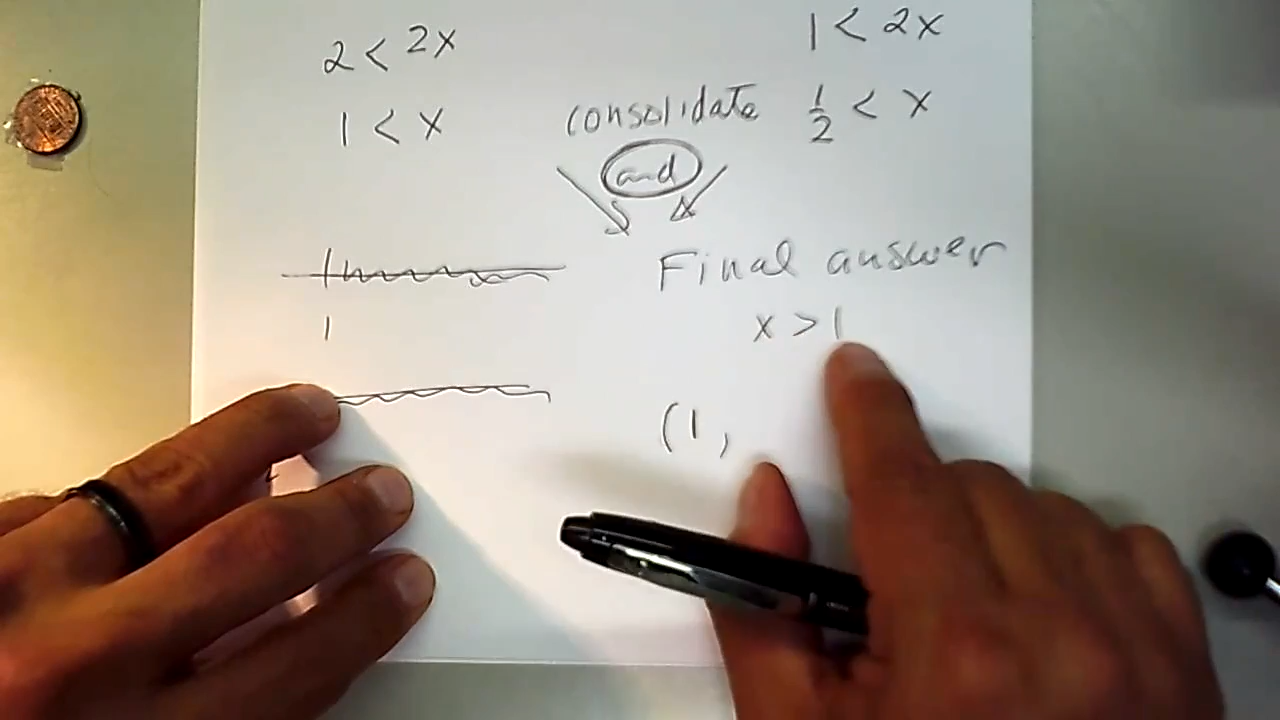 2 < 2x
1 < 2x
1 < x
consolidate
1/2 < x
and
Final answer
1
x > 1
(1,